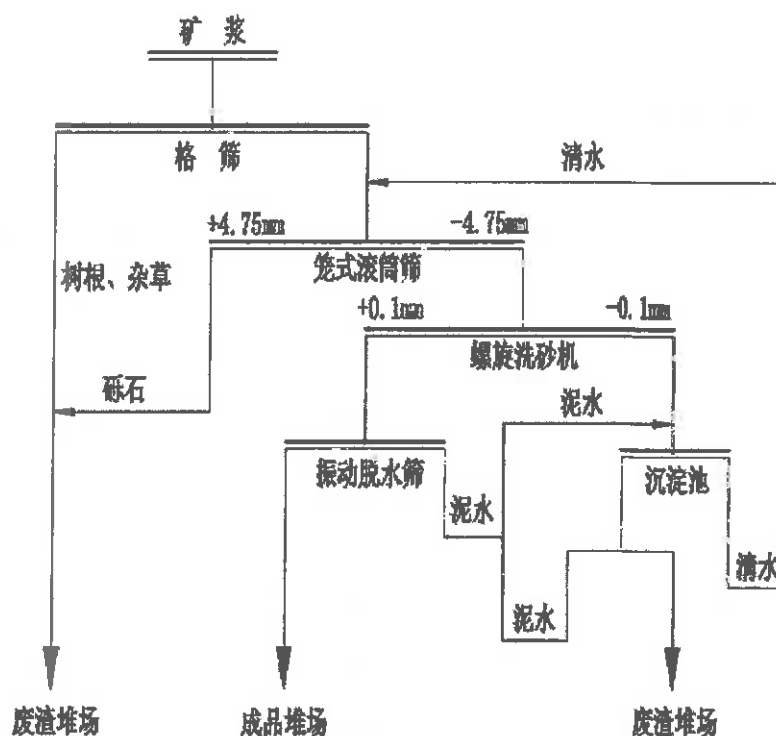 矿 浆
格 筛
清水
+4.75mm
-4.75mm
树根、杂草
笼式滚筒筛
+0.1mm
-0.1mm
螺旋洗砂机
砾石
泥水
振动脱水筛
沉淀池
泥水
清水
泥水
废渣堆场
成品堆场
废渣堆场